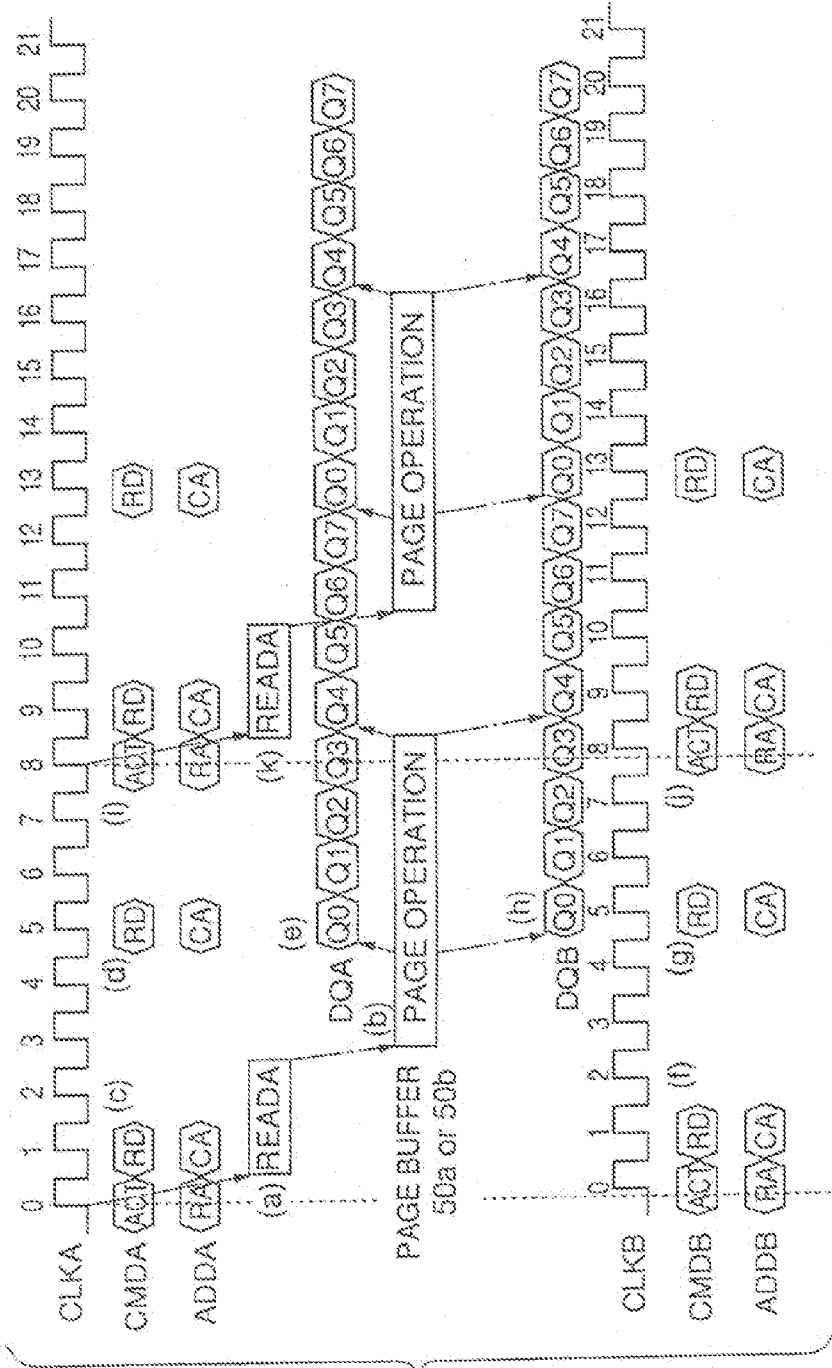 CLKA 0 1 2 3 4 5 6 7 8 9 10 11 12 13 14 15 16 17 18 19 20 21
(c) (d) (i)
CMDA ACT RD RD ACT RD RD
ADDA RA CA CA RA CA CA
(a) READA (k) READA
(e)
DQA Q0 Q1 Q2 Q3 Q4 Q5 Q6 Q7 Q0 Q1 Q2 Q3 Q4 Q5 Q6 Q7
(b)
PAGE BUFFER PAGE OPERATION PAGE OPERATION
50a or 50b
(h)
DQB Q0 Q1 Q2 Q3 Q4 Q5 Q6 Q7 Q0 Q1 Q2 Q3 Q4 Q5 Q6 Q7
CLKB 0 1 2 3 4 5 6 7 8 9 10 11 12 13 14 15 16 17 18 19 20 21
(f) (g) (j)
CMDB ACT RD RD ACT RD RD
ADDB RA CA CA RA CA CA